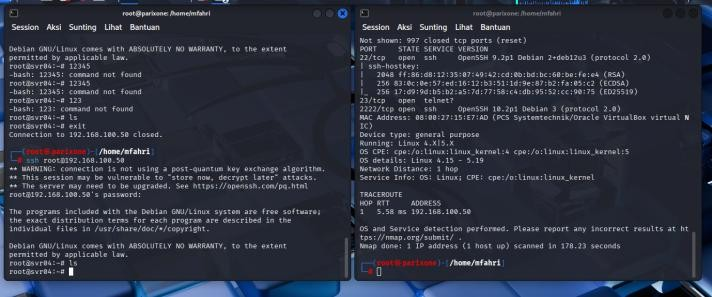 root@parixone: /home/mfahri
Session Aksi Sunting Lihat Bantuan
Debian GNU/Linux comes with ABSOLUTELY NO WARRANTY, to the extent
permitted by applicable law.
root@svr04:~# 12345
-bash: 12345: command not found
root@svr04:~# 12345
-bash: 12345: command not found
root@svr04:~# 123
-bash: 123: command not found
root@svr04:~# ls
root@svr04:~# exit
Connection to 192.168.100.50 closed.
(root㉿parixone)-[/home/mfahri]
# ssh root@192.168.100.50
** WARNING: connection is not using a post-quantum key exchange algorithm.
** This session may be vulnerable to "store now, decrypt later" attacks.
** The server may need to be upgraded. See https://openssh.com/pq.html
root@192.168.100.50's password:
The programs included with the Debian GNU/Linux system are free software;
the exact distribution terms for each program are described in the
individual files in /usr/share/doc/*/copyright.
Debian GNU/Linux comes with ABSOLUTELY NO WARRANTY, to the extent
permitted by applicable law.
root@svr04:~# ls
root@svr04:~#
root@parixone: /home/mfahri
Session Aksi Sunting Lihat Bantuan
Not shown: 997 closed tcp ports (reset)
PORT STATE SERVICE VERSION
22/tcp open ssh OpenSSH 9.2p1 Debian 2+deb12u3 (protocol 2.0)
| ssh-hostkey:
| 2048 ff:86:d8:12:35:07:49:42:cd:0b:bd:bc:60:be:fe:e4 (RSA)
| 256 83:0c:0e:57:ed:16:12:b3:51:1d:9e:87:b2:fa:05:c2 (ECDSA)
|_ 256 17:d9:9d:b5:b2:a5:7d:77:58:c4:db:95:52:cc:90:75 (ED25519)
23/tcp open telnet?
2222/tcp open ssh OpenSSH 10.2p1 Debian 3 (protocol 2.0)
MAC Address: 08:00:27:15:E7:AD (PCS Systemtechnik/Oracle VirtualBox virtual N
IC)
Device type: general purpose
Running: Linux 4.X|5.X
OS CPE: cpe:/o:linux:linux_kernel:4 cpe:/o:linux:linux_kernel:5
OS details: Linux 4.15 - 5.19
Network Distance: 1 hop
Service Info: OS: Linux; CPE: cpe:/o:linux:linux_kernel
TRACEROUTE
HOP RTT ADDRESS
1 5.58 ms 192.168.100.50
OS and Service detection performed. Please report any incorrect results at ht
tps://nmap.org/submit/ .
Nmap done: 1 IP address (1 host up) scanned in 178.23 seconds
(root㉿parixone)-[/home/mfahri]
#